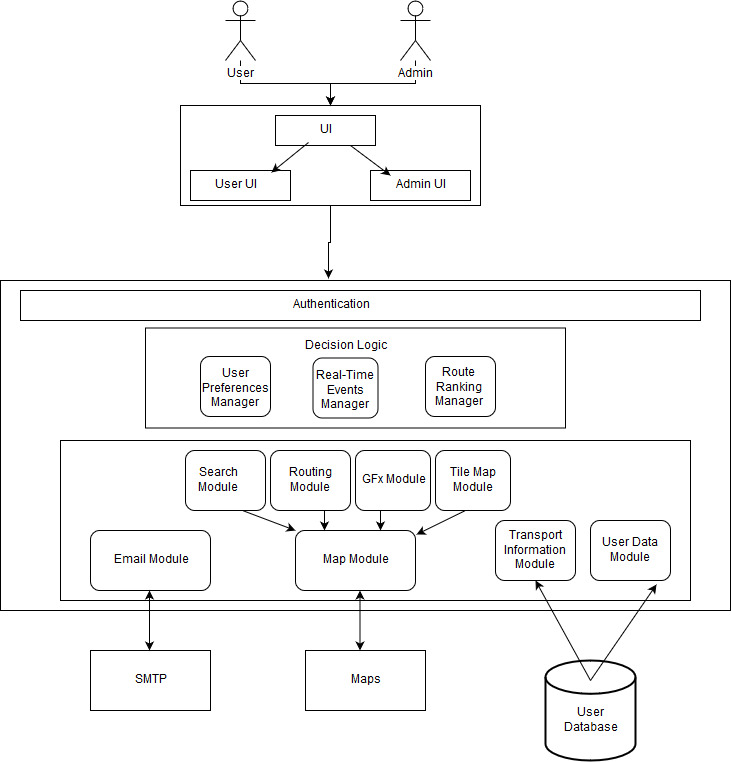 User
Admin
UI
User UI
Admin UI
Authentication
Decision Logic
User
Preferences
Manager
Real-Time
Events
Manager
Route
Ranking
Manager
Search
Module
Routing
Module
GFx Module
Tile Map
Module
Email Module
Map Module
Transport
Information
Module
User Data
Module
SMTP
Maps
User
Database